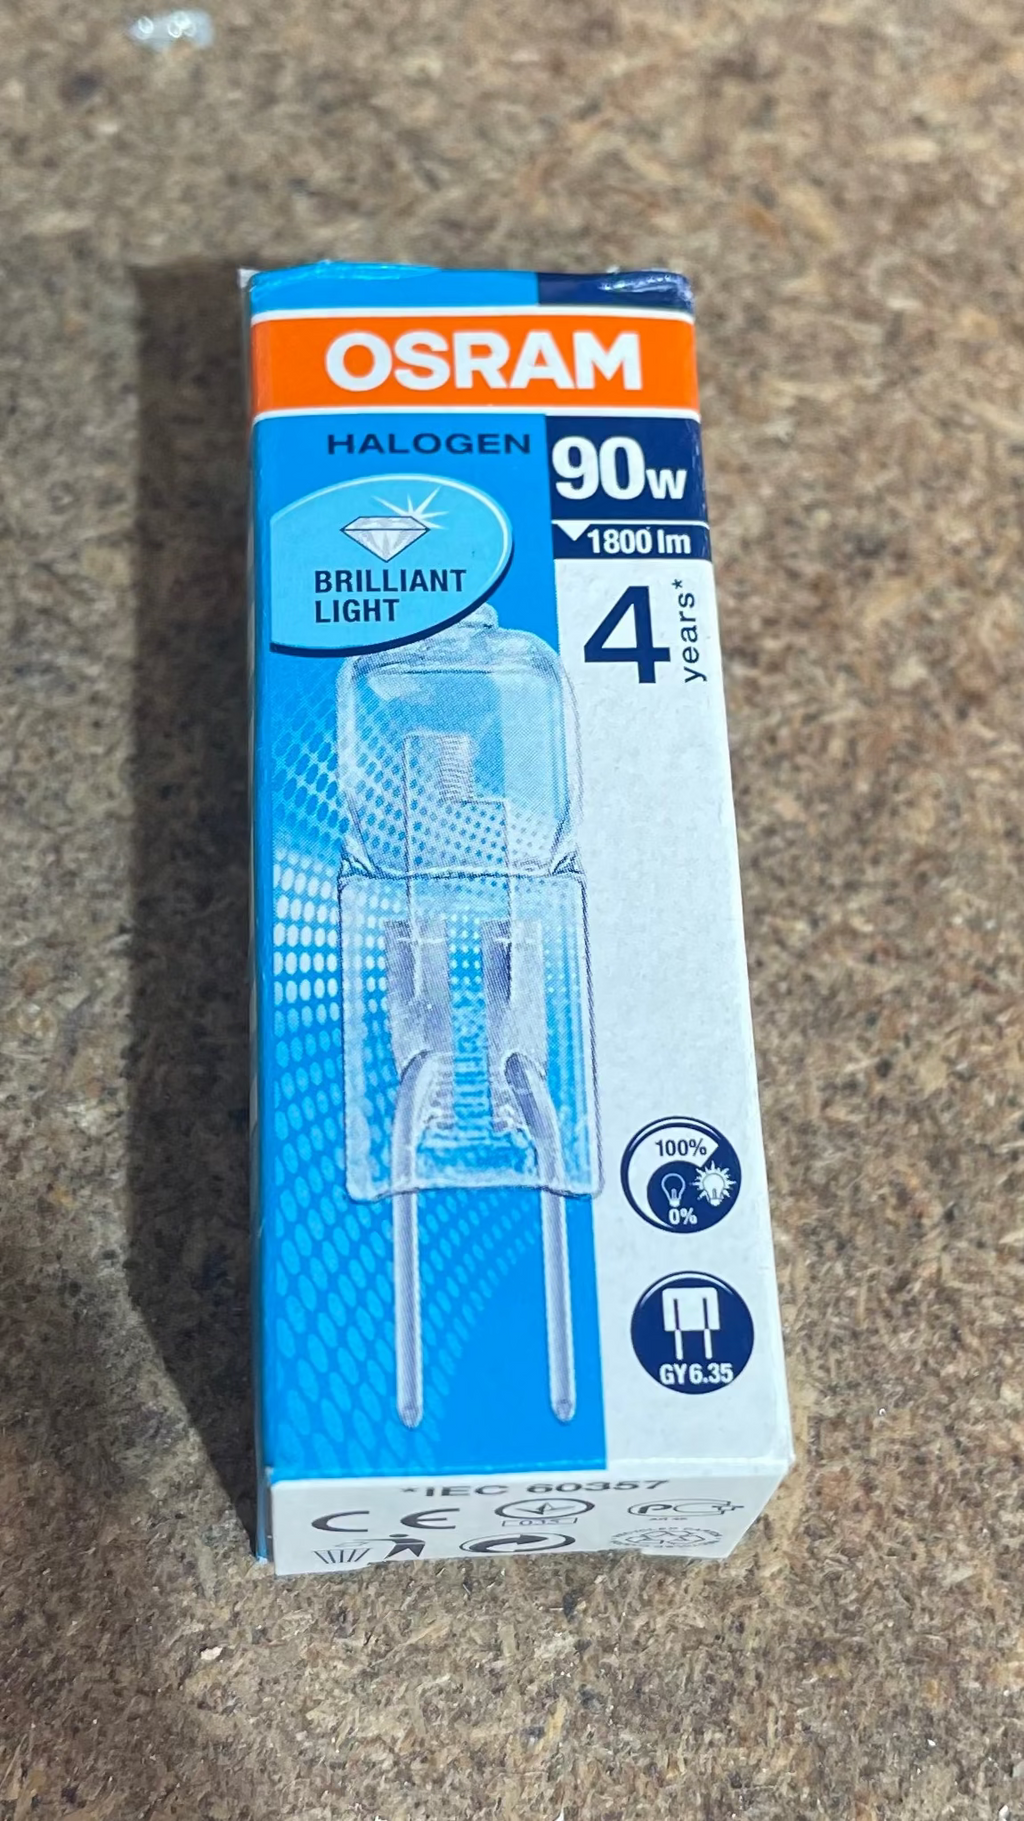 OSRAM
HALOGEN
90w
1800 lm
BRILLIANT
LIGHT
4 years*
100%
0%
GY6.35
*IEC 60357
CE